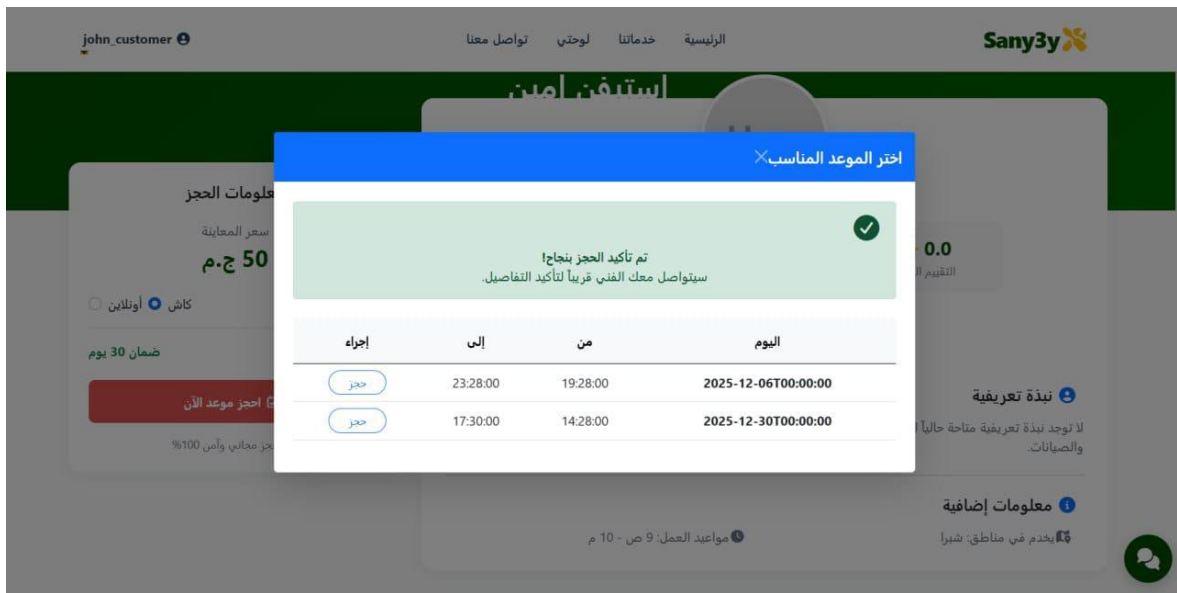 Sany3y
الرئيسية خدماتنا لوحتي تواصل معنا
john_customer
استيفن امين
اختر الموعد المناسب
تم تأكيد الحجز بنجاح!
سيتواصل معك الفني قريباً لتأكيد التفاصيل.
اليوم من إلى إجراء
2025-12-06T00:00:00 19:28:00 23:28:00 حجز
2025-12-30T00:00:00 14:28:00 17:30:00 حجز
0.0
التقييم
نبذة تعريفية
لا توجد نبذة تعريفية متاحة حالياً
والصيانات.
معلومات إضافية
يخدم في مناطق: شبرا
مواعيد العمل: 9 ص - 10 م
الحجز
سعر المعاينة
50 ج.م
كاش أونلاين
ضمان 30 يوم
احجز موعد الآن
مجاني وآمن 100%